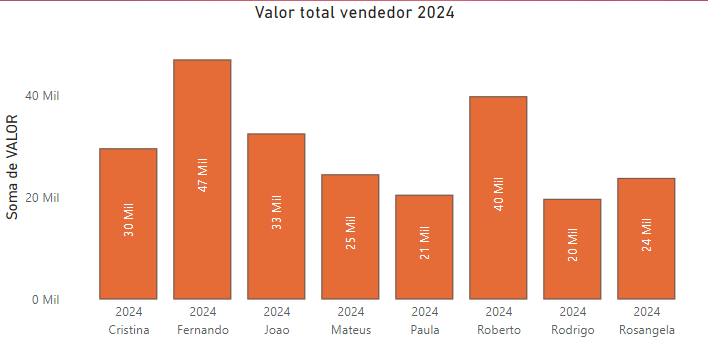 Valor total vendedor 2024
Soma de VALOR
40 Mil
20 Mil
0 Mil
30 Mil
47 Mil
33 Mil
25 Mil
21 Mil
40 Mil
20 Mil
24 Mil
2024 2024 2024 2024 2024 2024 2024 2024
Cristina Fernando Joao Mateus Paula Roberto Rodrigo Rosangela